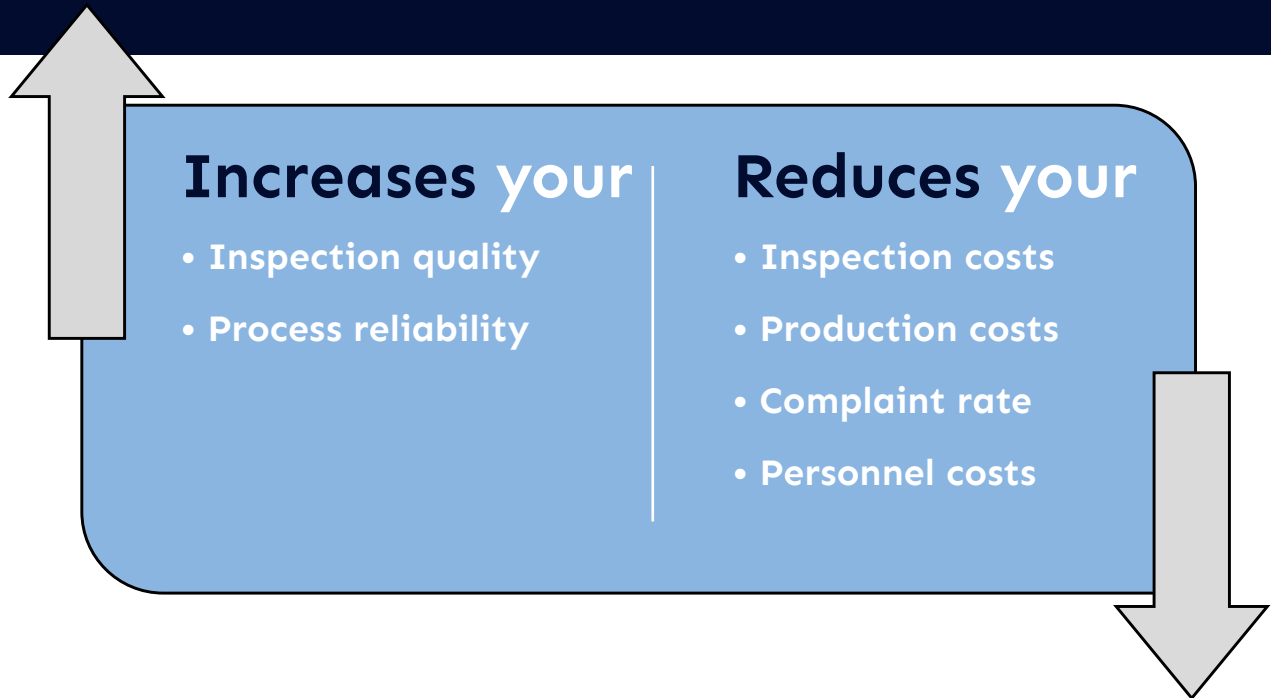 Increases your
• Inspection quality
• Process reliability
Reduces your
• Inspection costs
• Production costs
• Complaint rate
• Personnel costs